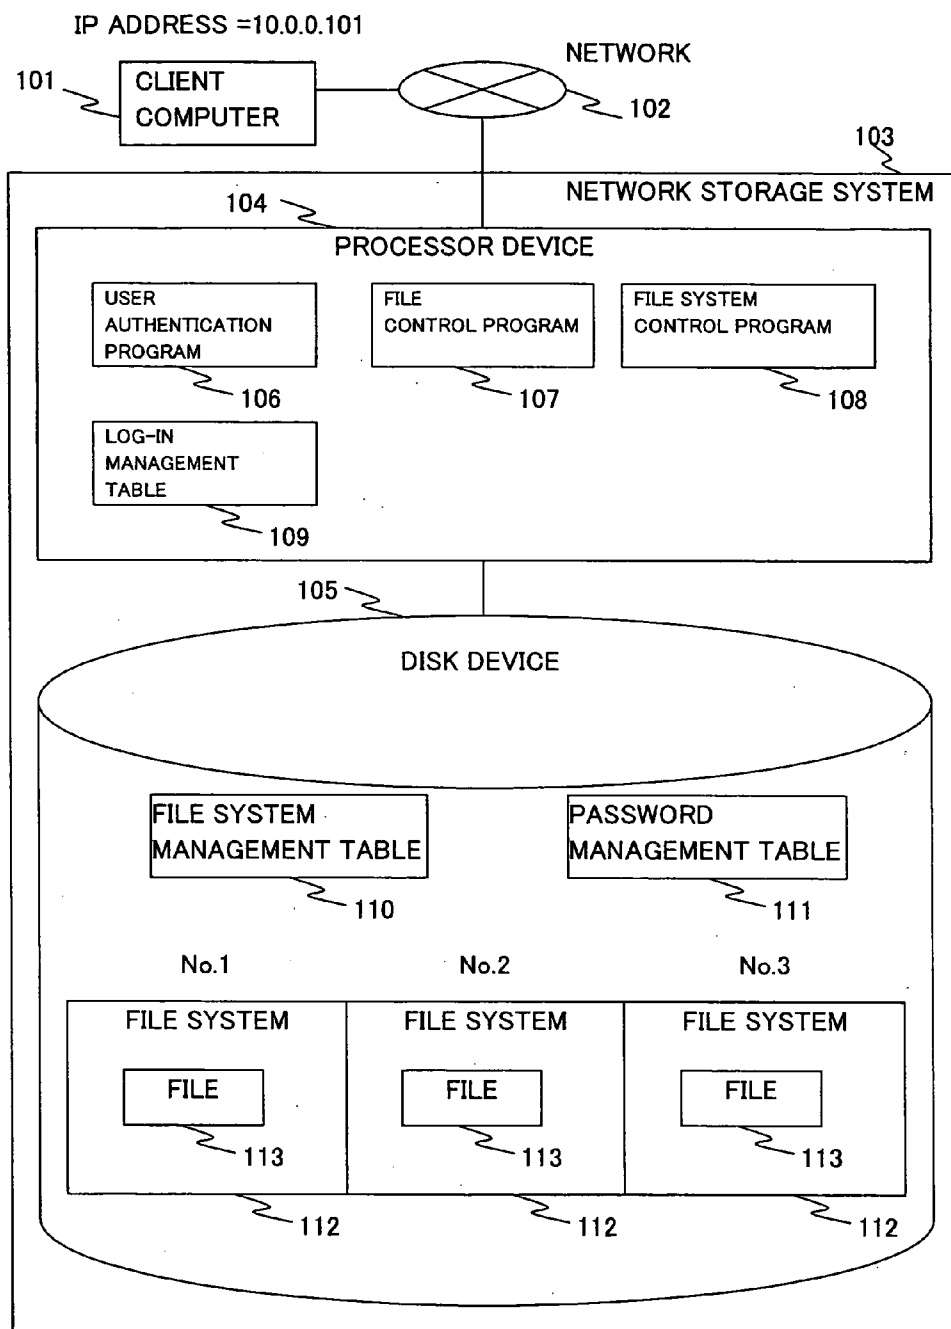 IP ADDRESS =10.0.0.101
NETWORK
101
CLIENT
COMPUTER
102
103
NETWORK STORAGE SYSTEM
104
PROCESSOR DEVICE
USER
AUTHENTICATION
PROGRAM
FILE
CONTROL PROGRAM
FILE SYSTEM
CONTROL PROGRAM
106
107
108
LOG-IN
MANAGEMENT
TABLE
109
105
DISK DEVICE
FILE SYSTEM
MANAGEMENT TABLE
PASSWORD
MANAGEMENT TABLE
110
111
No.1
No.2
No.3
FILE SYSTEM
FILE SYSTEM
FILE SYSTEM
FILE
FILE
FILE
113
113
113
112
112
112